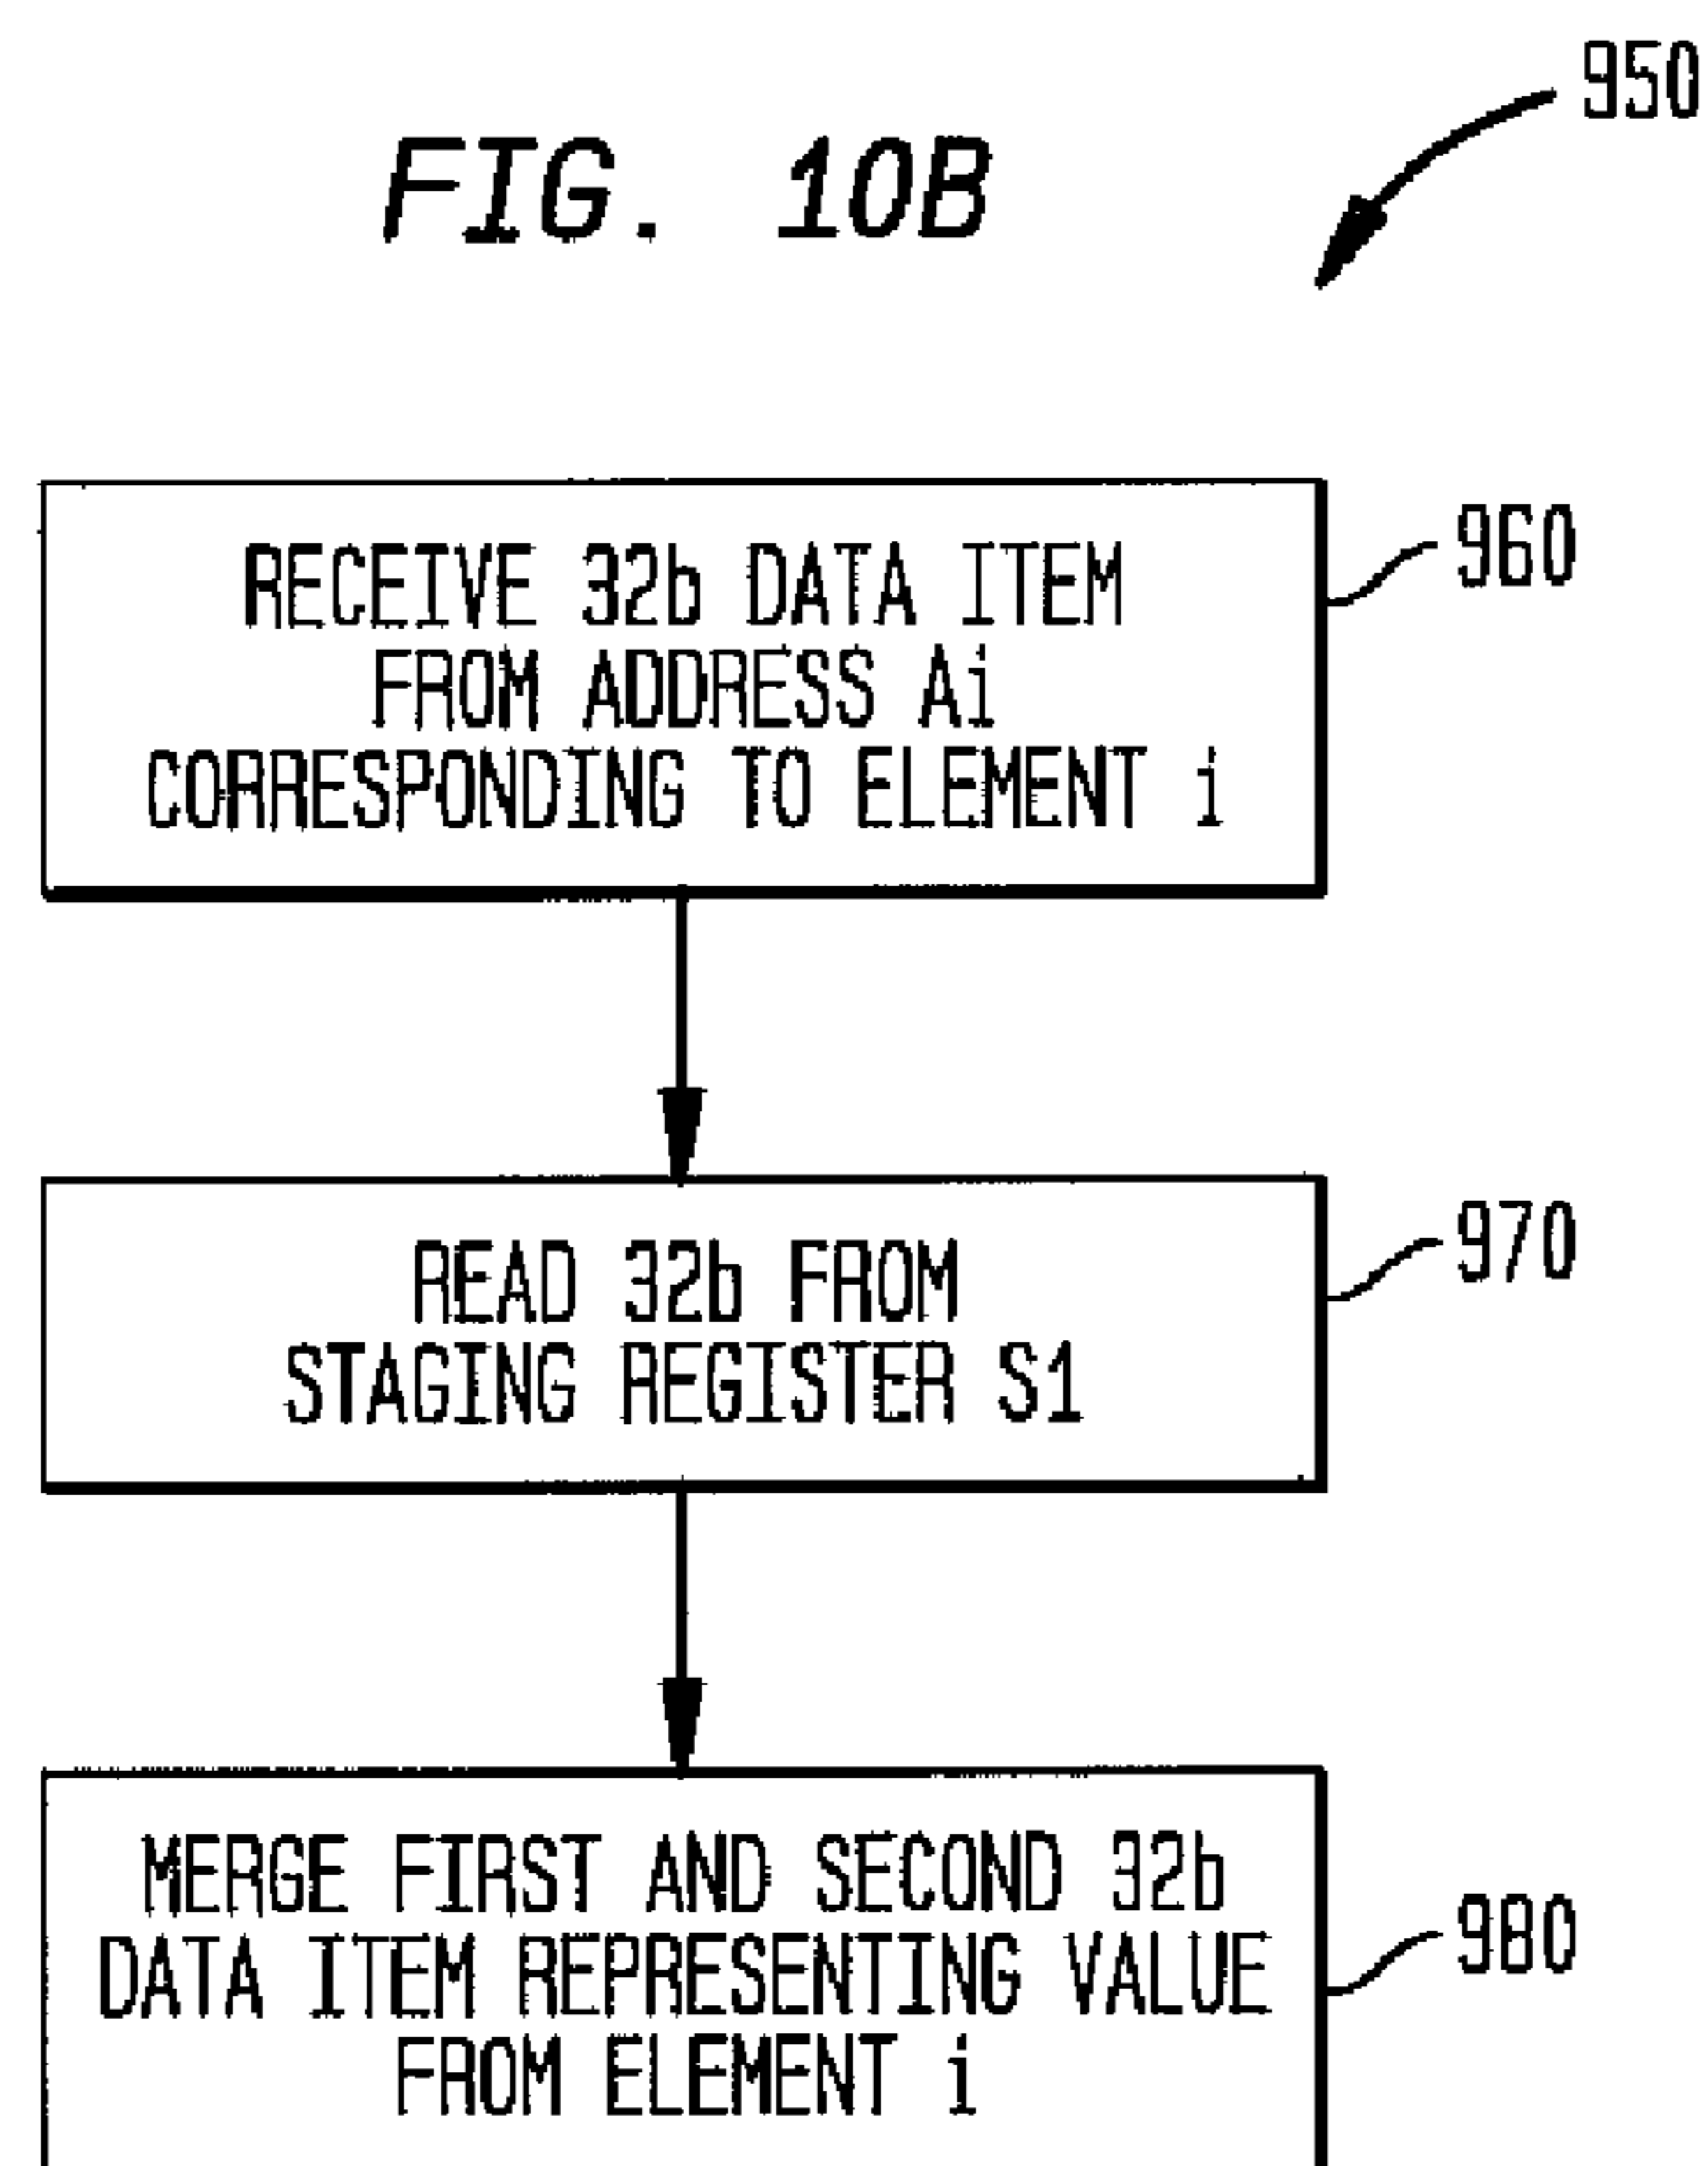 950
FIG. 10B
RECEIVE 32b DATA ITEM
FROM ADDRESS Ai
CORRESPONDING TO ELEMENT i
960
READ 32b FROM
STAGING REGISTER S1
970
MERGE FIRST AND SECOND 32b
DATA ITEM REPRESENTING VALUE
FROM ELEMENT i
980